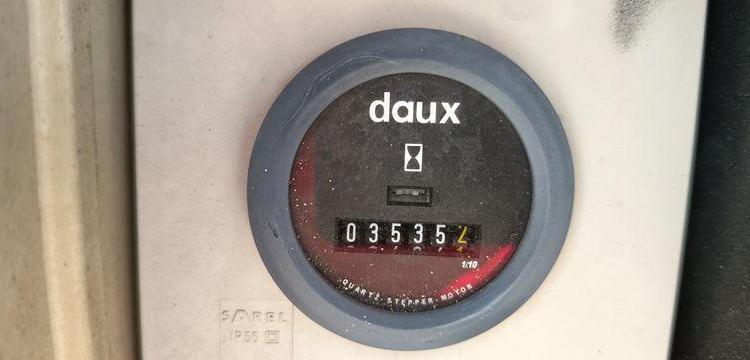 daux
03535
1/10
QUARTZ STEPPER MOTOR
SAREL
IP55